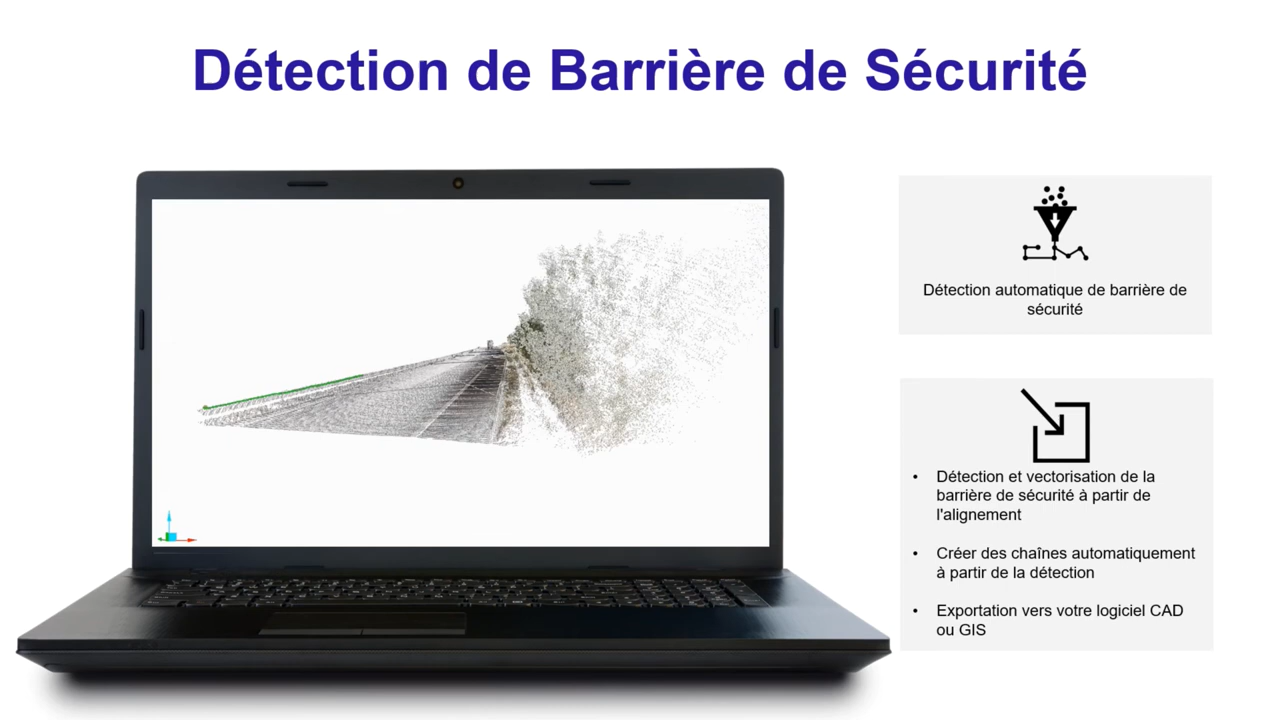 Détection de Barrière de Sécurité
Détection automatique de barrière de
sécurité
• Détection et vectorisation de la
barrière de sécurité à partir de
l'alignement
• Créer des chaînes automatiquement
à partir de la détection
• Exportation vers votre logiciel CAD
ou GIS